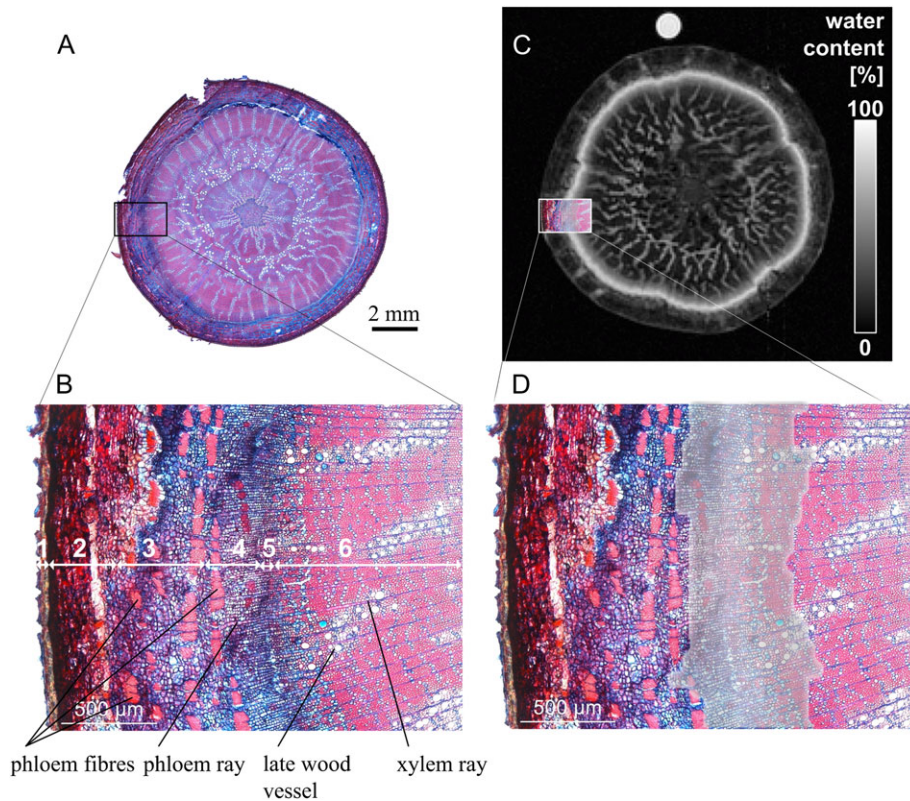 A
2 mm
C
water
content
[%]
100
0
B
1 2 3 4 5 6
500 µm
phloem fibres phloem ray late wood
vessel
xylem ray
D
500 µm